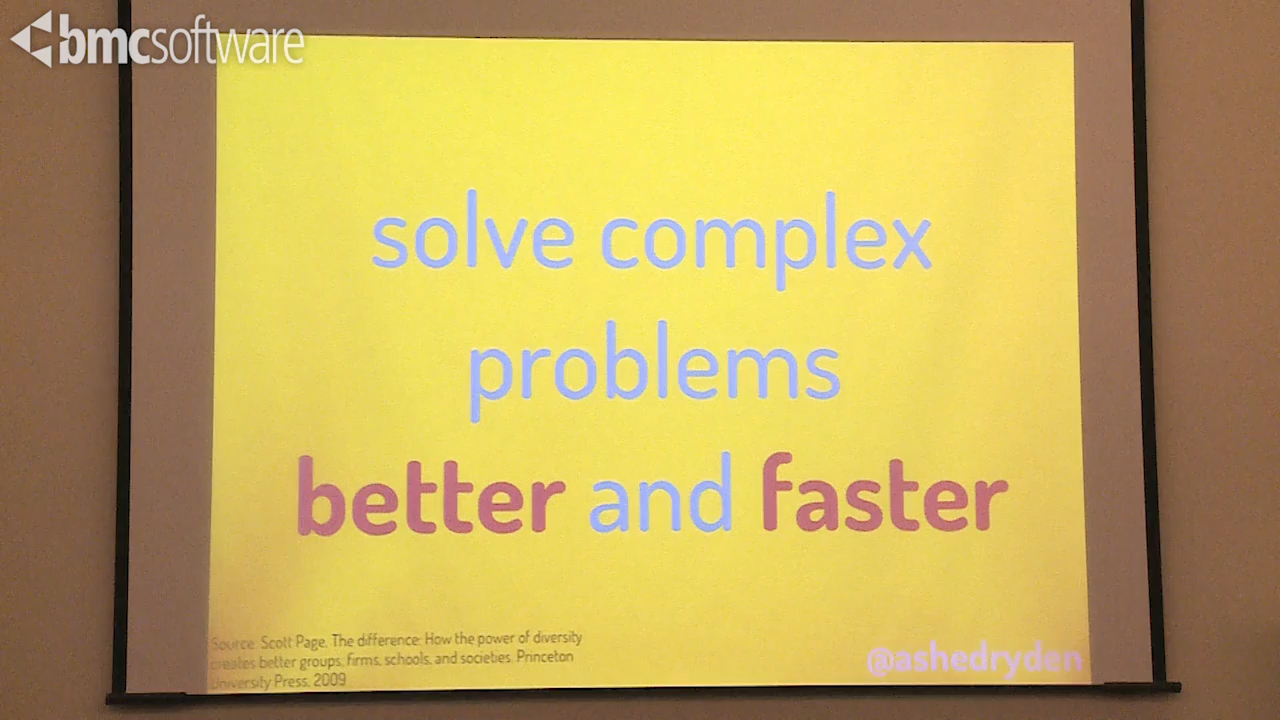 bmcsoftware
solve complex
problems
better and faster
Source: Scott Page, The difference: How the power of diversity
creates better groups, firms, schools, and societies. Princeton
University Press, 2009
@ashedryden